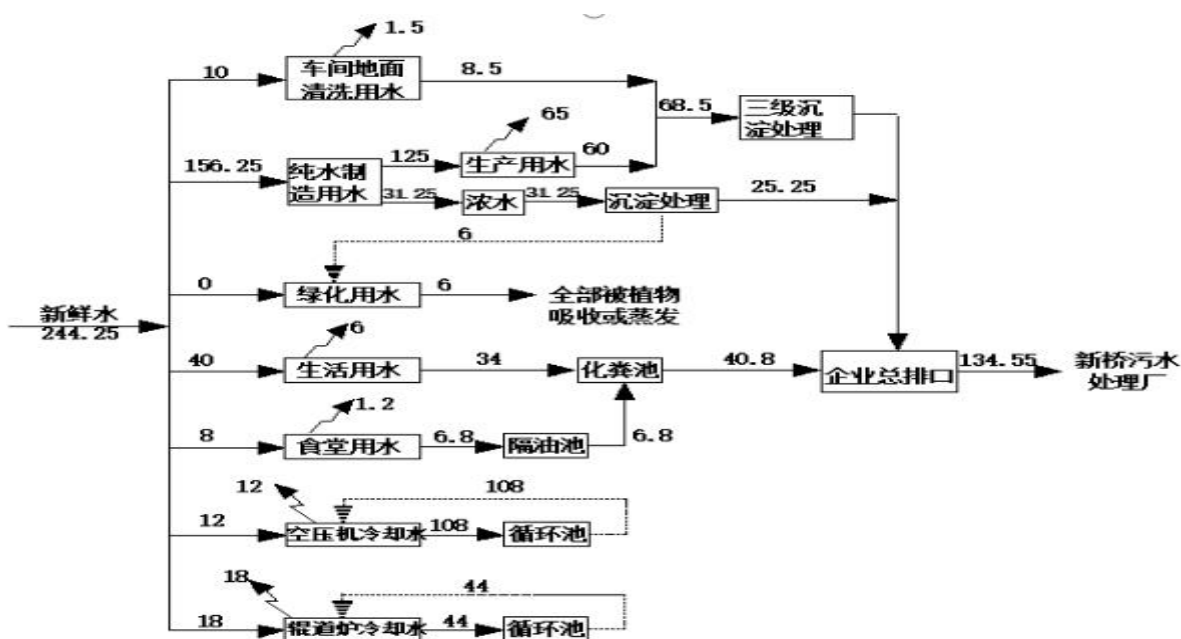 1.5
10
车间地面
清洗用水
8.5
68.5
三级沉
淀处理
65
156.25
纯水制
造用水
125
生产用水
60
31.25
浓水
31.25
沉淀处理
25.25
6
0
绿化用水
6
全部被植物
吸收或蒸发
新鲜水
244.25
6
40
生活用水
34
化粪池
40.8
企业总排口
134.55
新桥污水
处理厂
1.2
8
食堂用水
6.8
隔油池
6.8
12
108
12
空压机冷却水
108
循环池
18
44
18
辊道炉冷却水
44
循环池